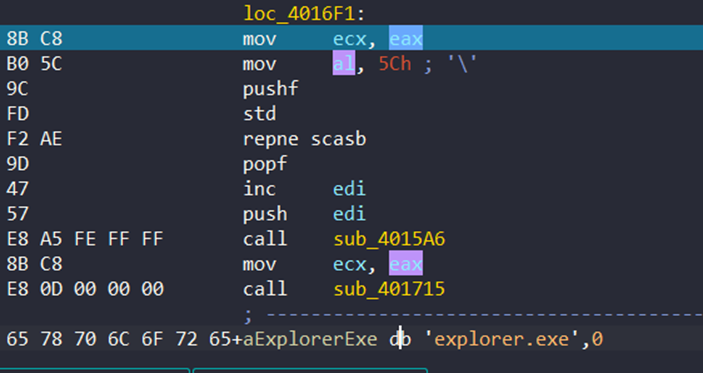 loc_4016F1:
8B C8 mov ecx, eax
B0 5C mov al, 5Ch ; '\'
9C pushf
FD std
F2 AE repne scasb
9D popf
47 inc edi
57 push edi
E8 A5 FE FF FF call sub_4015A6
8B C8 mov ecx, eax
E8 0D 00 00 00 call sub_401715
; ---------------------------------------
65 78 70 6C 6F 72 65+aExplorerExe db 'explorer.exe',0